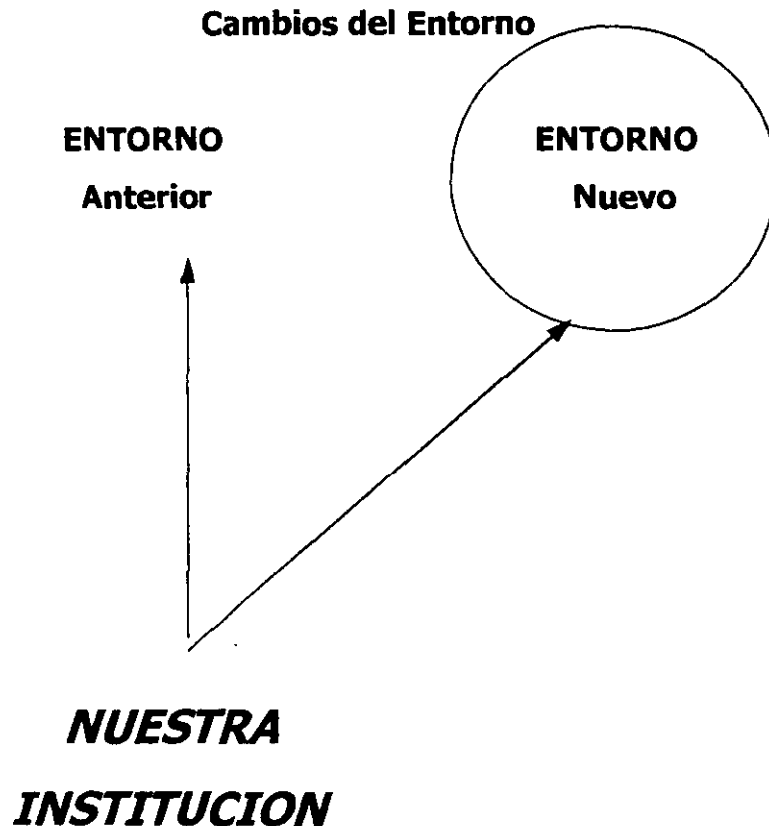 Cambios del Entorno
ENTORNO
Anterior
ENTORNO
Nuevo
NUESTRA
INSTITUCION